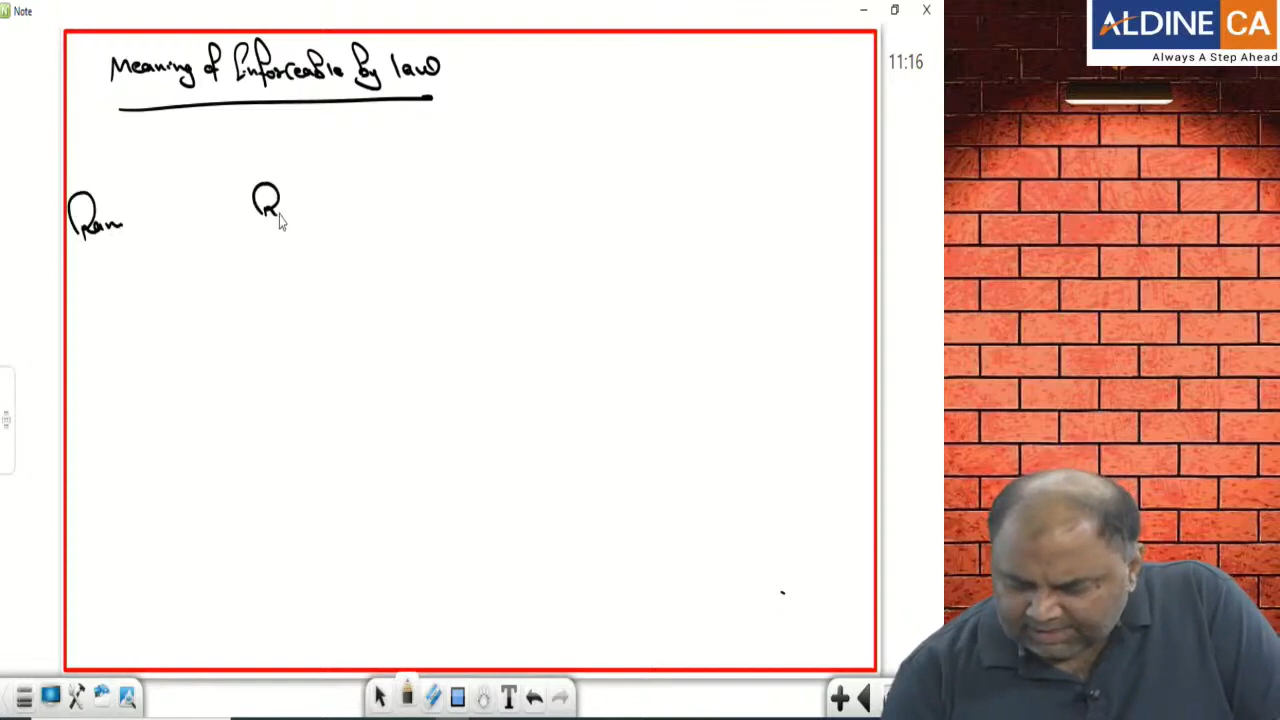 Note
ALDINE CA
Always A Step Ahead
11:16
Meaning of Enforceable by law
Ram
R
T